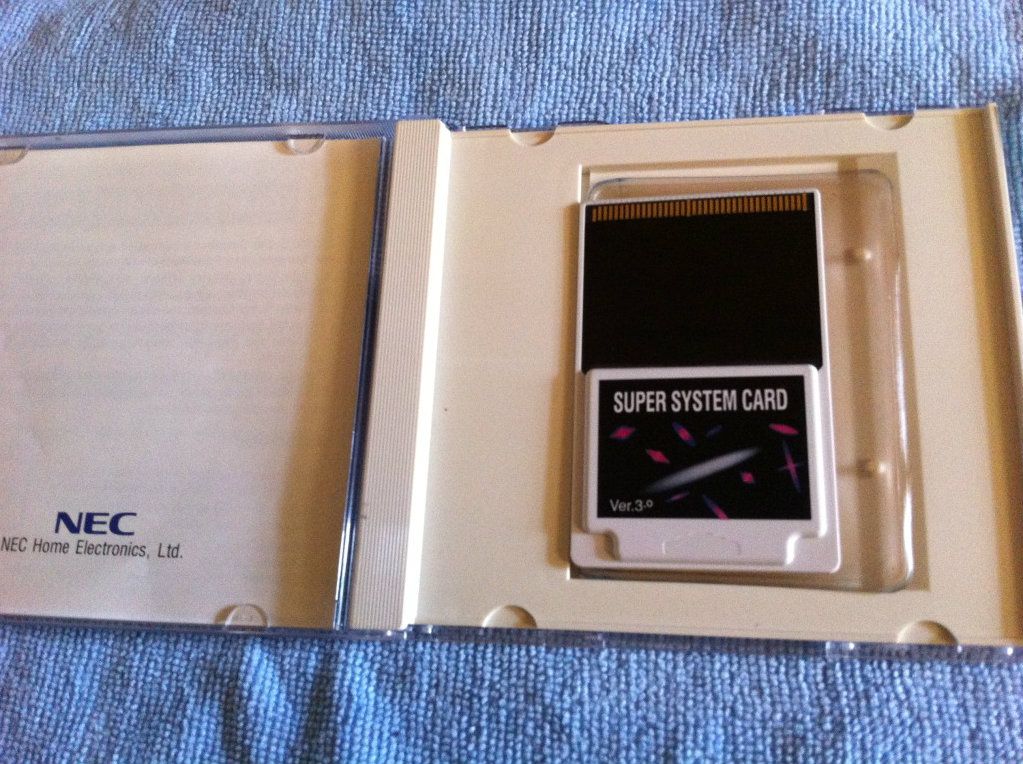 NEC
NEC Home Electronics, Ltd.
SUPER SYSTEM CARD
Ver.3.0